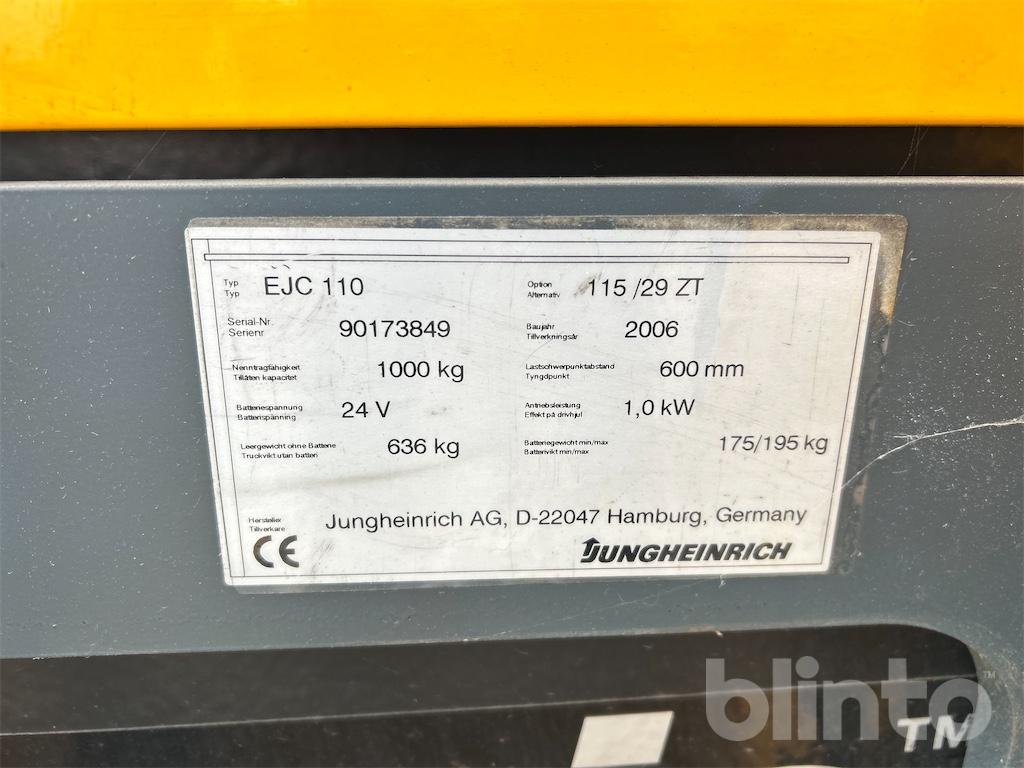 Typ EJC 110 Option 115 /29 ZT
Typ Alternativ
Serial-Nr. 90173849 Baujahr 2006
Serienr Tillverkningsår
Nenntragfähigkeit 1000 kg Lastschwerpunktabstand 600 mm
Tillåten kapacitet Tyngdpunkt
Batteriespannung 24 V Antriebsleistung 1,0 kW
Batterispänning Effekt på drivhjul
Leergewicht ohne Batterie 636 kg Batteriegewicht min/max 175/195 kg
Truckvikt utan batteri Batterivikt min/max
Hersteller Jungheinrich AG, D-22047 Hamburg, Germany
Tillverkare
CE JUNGHEINRICH
blinto™
TM